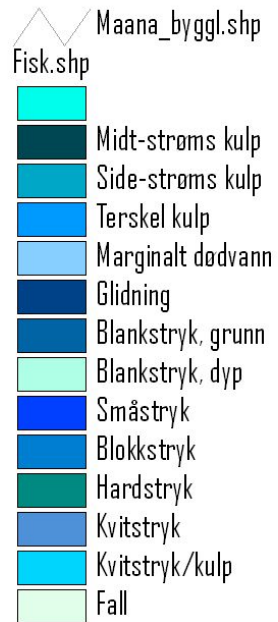 Maana_byggl.shp
Fisk.shp
Midt-strøms kulp
Side-strøms kulp
Terskel kulp
Marginalt dødvann
Glidning
Blankstryk, grunn
Blankstryk, dyp
Småstryk
Blokkstryk
Hardstryk
Kvitstryk
Kvitstryk/kulp
Fall